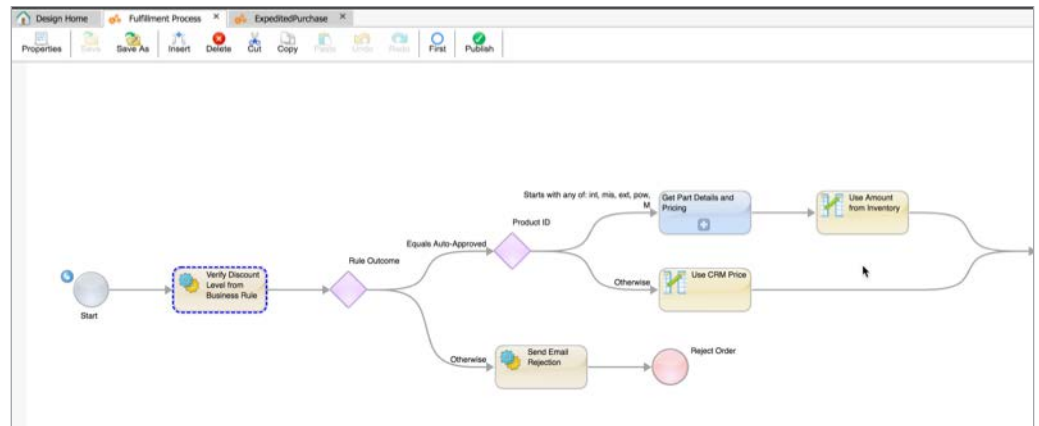 Design Home
Fulfillment Process
ExpeditedPurchase
Properties
Save
Save As
Insert
Delete
Cut
Copy
Paste
Undo
Redo
First
Publish
Starts with any of: int, mis, ext, pow,
M
Get Part Details and
Pricing
Use Amount
from Inventory
Product ID
Equals Auto-Approved
Rule Outcome
Verify Discount
Level from
Business Rule
Use CRM Price
Otherwise
Start
Otherwise
Send Email
Rejection
Reject Order